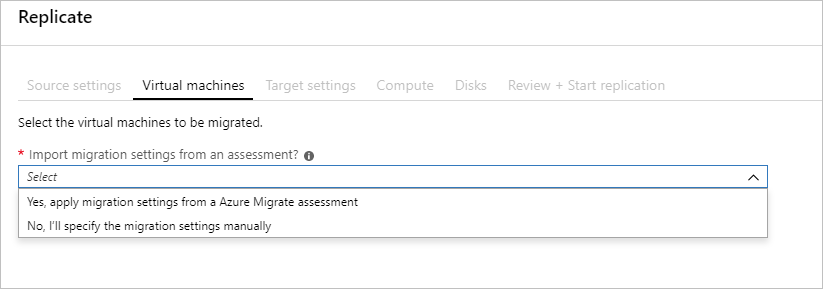 Replicate
Source settings Virtual machines Target settings Compute Disks Review + Start replication
Select the virtual machines to be migrated.
* Import migration settings from an assessment?
Select
Yes, apply migration settings from a Azure Migrate assessment
No, I'll specify the migration settings manually